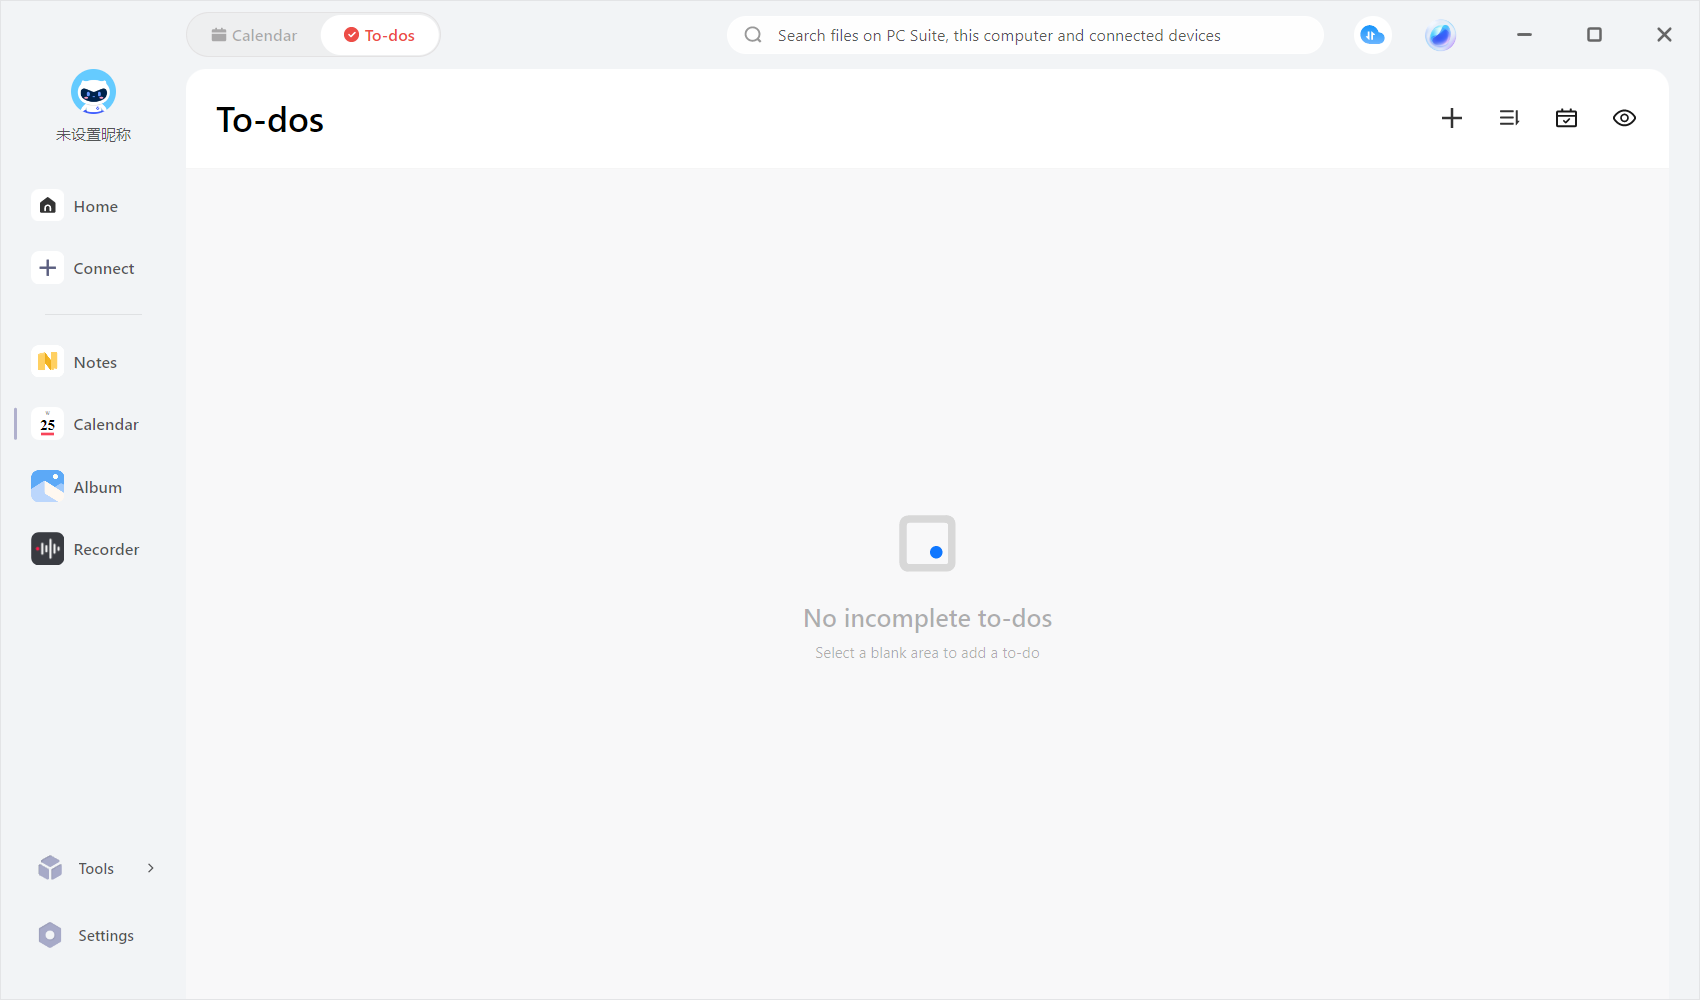 Calendar
To-dos
Search files on PC Suite, this computer and connected devices
未设置昵称
To-dos
Home
Connect
Notes
25
Calendar
Album
Recorder
No incomplete to-dos
Select a blank area to add a to-do
Tools
Settings